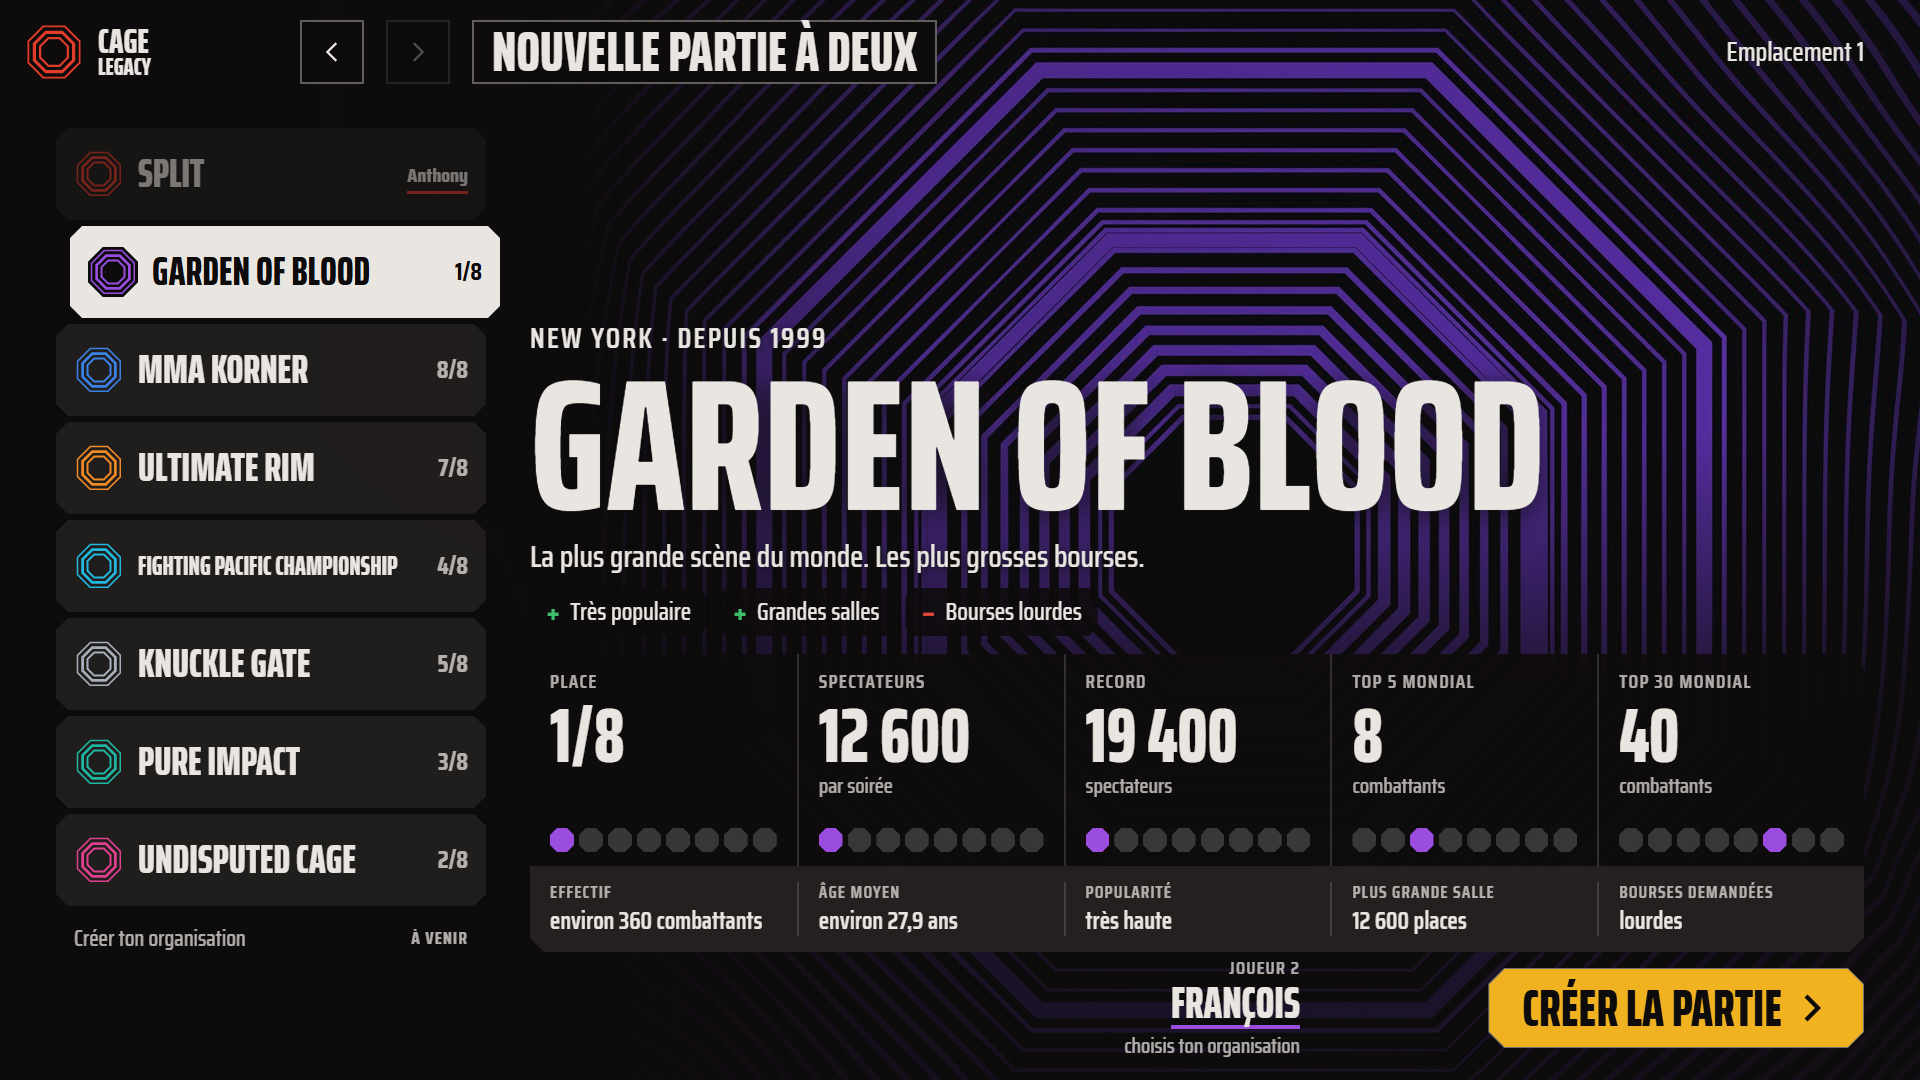 CAGE
LEGACY
NOUVELLE PARTIE À DEUX
Emplacement 1
SPLIT
Anthony
GARDEN OF BLOOD
1/8
MMA KORNER
8/8
ULTIMATE RIM
7/8
FIGHTING PACIFIC CHAMPIONSHIP
4/8
KNUCKLE GATE
5/8
PURE IMPACT
3/8
UNDISPUTED CAGE
2/8
Créer ton organisation
À VENIR
NEW YORK · DEPUIS 1999
GARDEN OF BLOOD
La plus grande scène du monde. Les plus grosses bourses.
+ Très populaire
+ Grandes salles
− Bourses lourdes
PLACE
1/8
SPECTATEURS
12 600
par soirée
RECORD
19 400
spectateurs
TOP 5 MONDIAL
8
combattants
TOP 30 MONDIAL
40
combattants
EFFECTIF
environ 360 combattants
ÂGE MOYEN
environ 27,9 ans
POPULARITÉ
très haute
PLUS GRANDE SALLE
12 600 places
BOURSES DEMANDÉES
lourdes
JOUEUR 2
FRANÇOIS
choisis ton organisation
CRÉER LA PARTIE